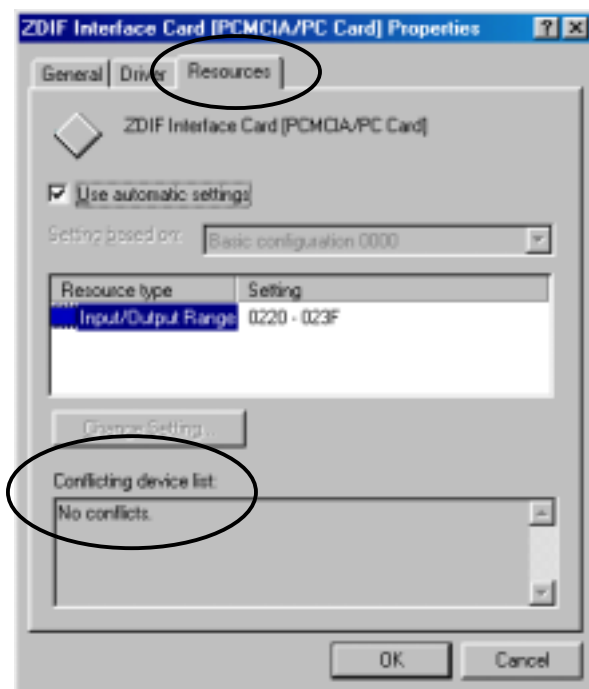 ZDIF Interface Card [PCMCIA/PC Card] Properties
General Driver Resources
ZDIF Interface Card [PCMCIA/PC Card]
Use automatic settings
Setting based on: Basic configuration 0000
Resource type Setting
Input/Output Range 0220 - 023F
Change Setting...
Conflicting device list:
No conflicts.
OK Cancel